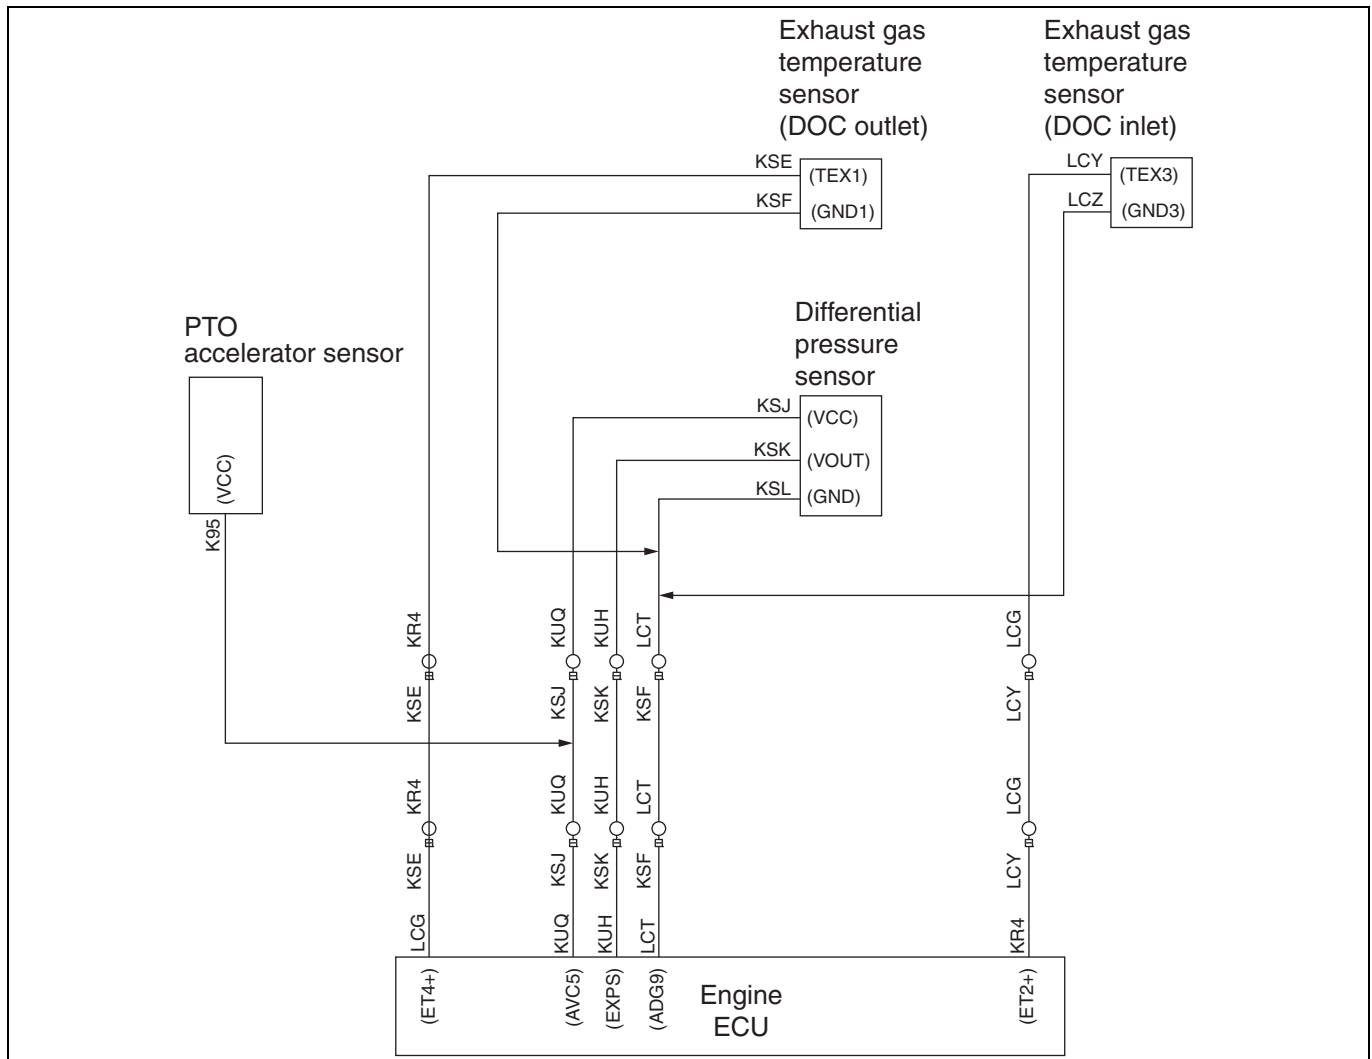 Exhaust gas
temperature
sensor
(DOC outlet)
Exhaust gas
temperature
sensor
(DOC inlet)
KSE
(TEX1)
KSF
(GND1)
LCY
(TEX3)
LCZ
(GND3)
PTO
accelerator sensor
(VCC)
K95
Differential
pressure
sensor
KSJ
(VCC)
KSK
(VOUT)
KSL
(GND)
KR4
KUQ
KUH
LCT
LCG
KSE
KSJ
KSK
KSF
LCY
KR4
KUQ
KUH
LCT
LCG
KSE
KSJ
KSK
KSF
LCY
LCG
KUQ
KUH
LCT
KR4
(ET4+)
(AVC5)
(EXPS)
(ADG9)
(ET2+)
Engine
ECU